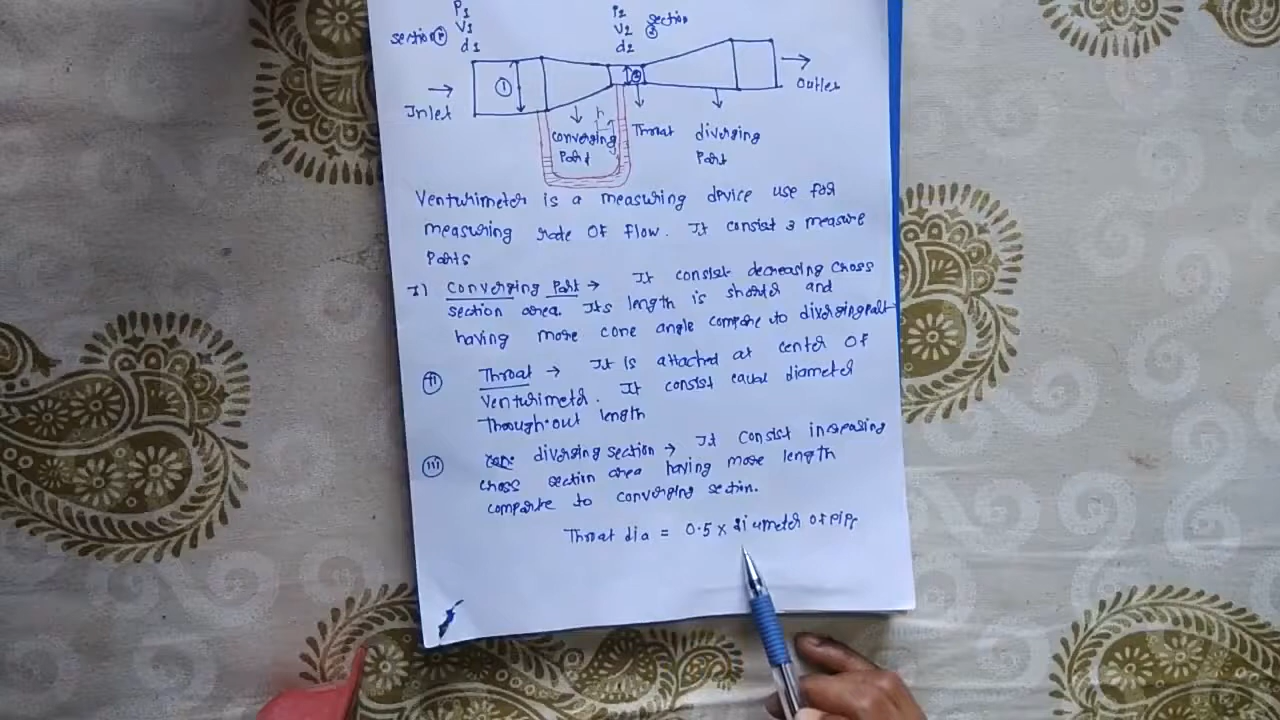 P1
V1
d1
section ①
P2
V2
d2
section ②
①
②
Inlet
Outlet
h
converging
Part
Throat
diverging
Part
Venturimeter is a measuring device use for
measuring rate of flow. It consist 3 measure
Parts
I) Converging Part → It consist decreasing cross
section area. Its length is shorter and
having more cone angle compare to diverging part
ii Throat → It is attached at center of
Venturimeter. It consist equal diameter
throughout length
iii diverging section → It consist increasing
cross section area having more length
compare to converging section.
Throat dia = 0.5 x diameter of pipe